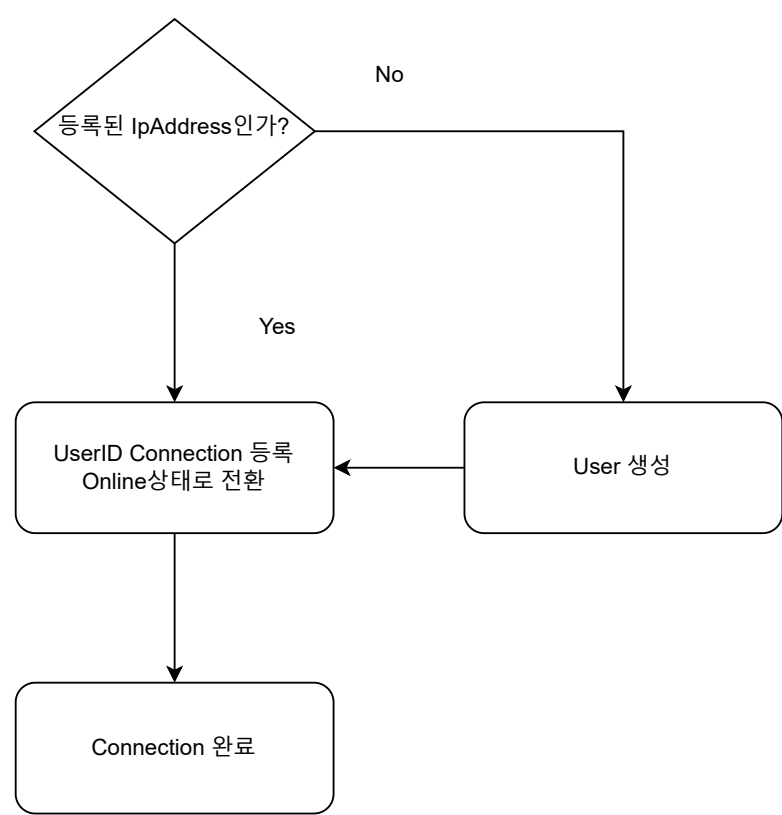 No
등록된 IpAddress인가?
Yes
UserID Connection 등록
Online상태로 전환
User 생성
Connection 완료